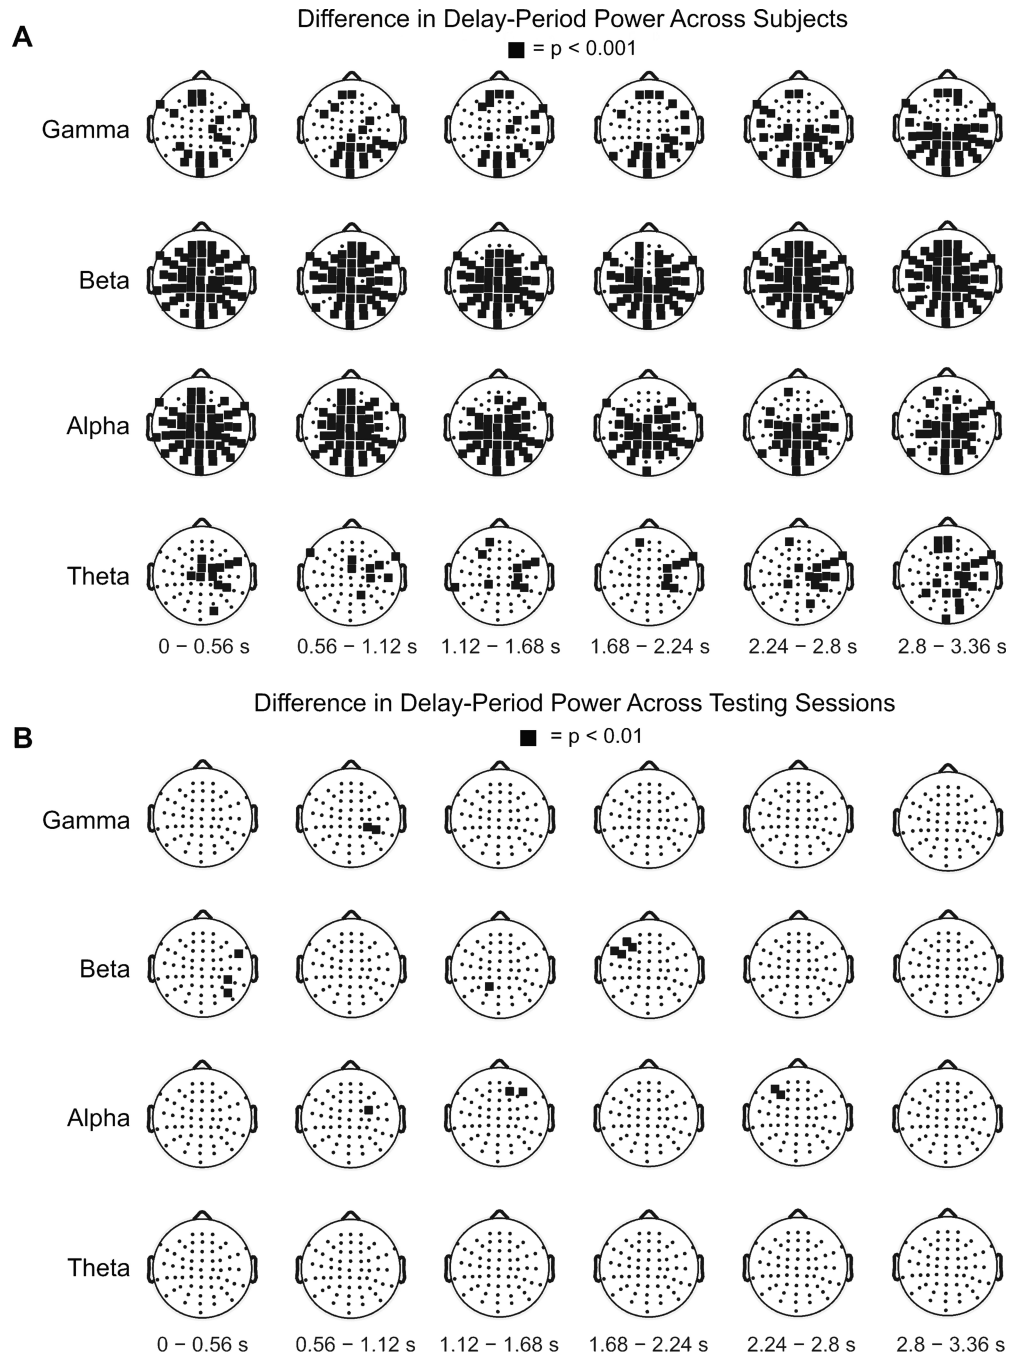 Difference in Delay-Period Power Across Subjects
A
= p < 0.001
Gamma
Beta
Alpha
Theta
0 − 0.56 s 0.56 − 1.12 s 1.12 − 1.68 s 1.68 − 2.24 s 2.24 − 2.8 s 2.8 − 3.36 s
Difference in Delay-Period Power Across Testing Sessions
B
= p < 0.01
Gamma
Beta
Alpha
Theta
0 − 0.56 s 0.56 − 1.12 s 1.12 − 1.68 s 1.68 − 2.24 s 2.24 − 2.8 s 2.8 − 3.36 s